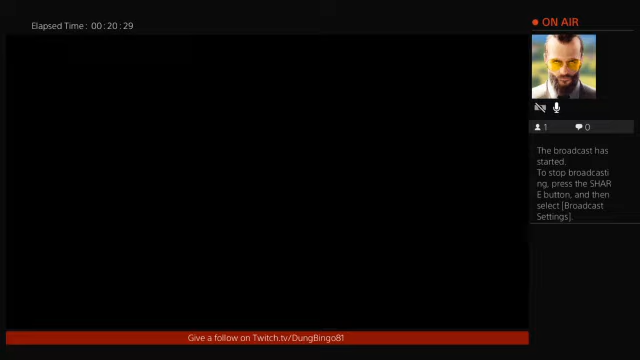 Elapsed Time : 00:20:29
ON AIR
1
0
The broadcast has
started.
To stop broadcasti
ng, press the SHAR
E button, and then
select [Broadcast
Settings].
Give a follow on Twitch.tv/DungBingo81